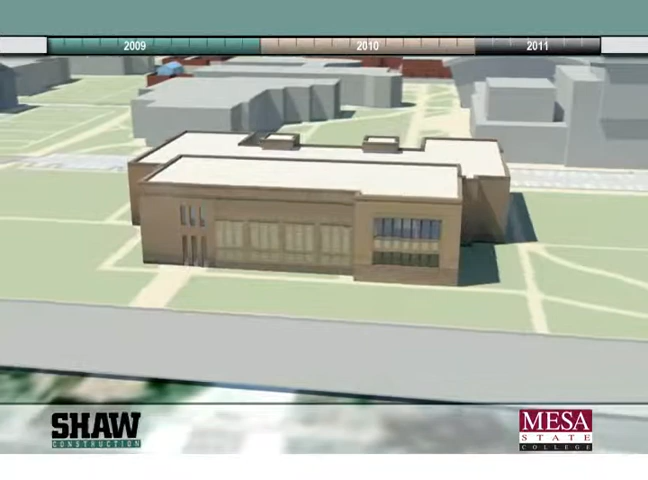 2009 2010 2011
SHAW
CONSTRUCTION
MESA
STATE
COLLEGE